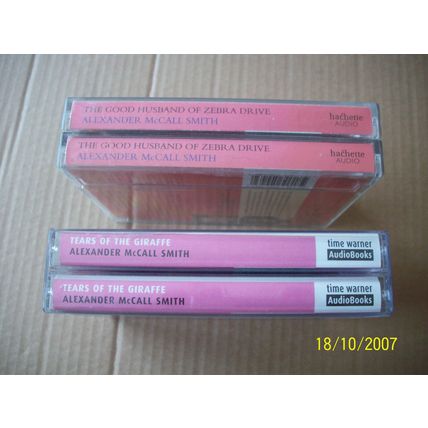 THE GOOD HUSBAND OF ZEBRA DRIVE
ALEXANDER McCALL SMITH
hachette
AUDIO
THE GOOD HUSBAND OF ZEBRA DRIVE
ALEXANDER McCALL SMITH
hachette
AUDIO
TEARS OF THE GIRAFFE
ALEXANDER McCALL SMITH
time warner
AudioBooks
TEARS OF THE GIRAFFE
ALEXANDER McCALL SMITH
time warner
AudioBooks
18/10/2007